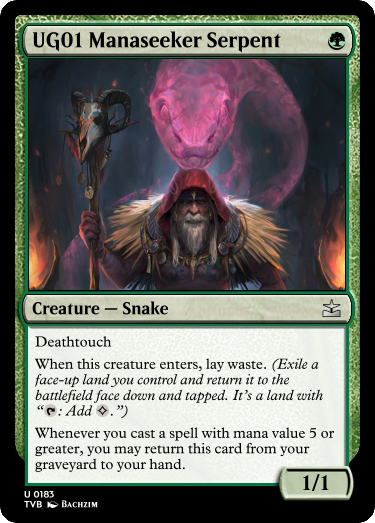 UG01 Manaseeker Serpent
Creature — Snake
Deathtouch
When this creature enters, lay waste. (Exile a
face-up land you control and return it to the
battlefield face down and tapped. It's a land with
“: Add .”)
Whenever you cast a spell with mana value 5 or
greater, you may return this card from your
graveyard to your hand.
1/1
U 0183
TVB BACHZIM